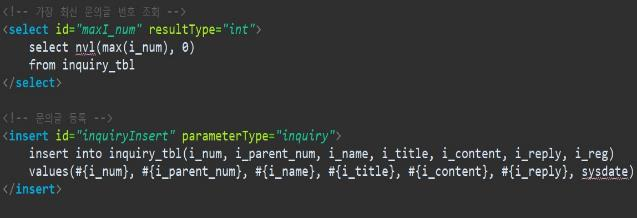 <!-- 가장 최신 문의글 번호 조회 -->
<select id="maxI_num" resultType="int">
select nvl(max(i_num), 0)
from inquiry_tbl
</select>
<!-- 문의글 등록 -->
<insert id="inquiryInsert" parameterType="inquiry">
insert into inquiry_tbl(i_num, i_parent_num, i_name, i_title, i_content, i_reply, i_reg)
values(#{i_num}, #{i_parent_num}, #{i_name}, #{i_title}, #{i_content}, #{i_reply}, sysdate)
</insert>